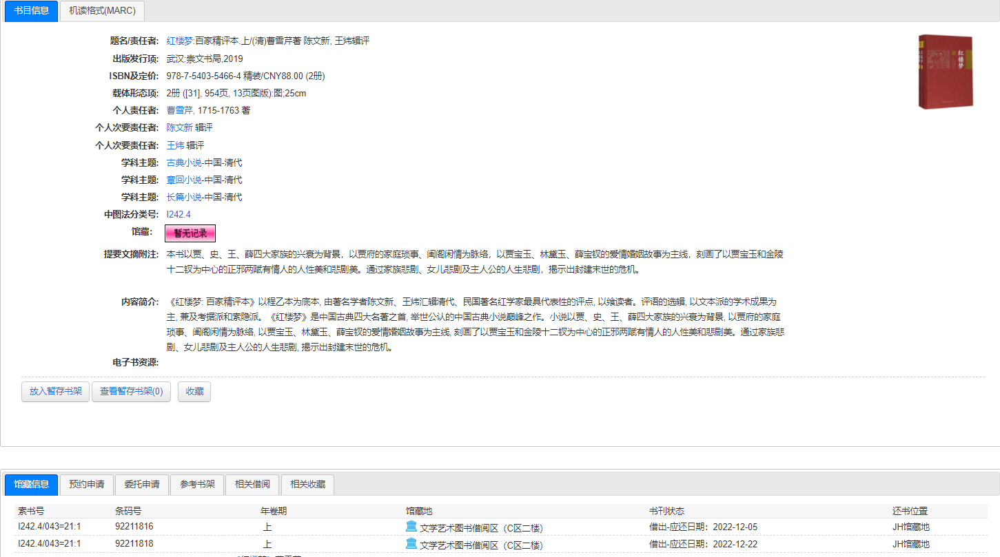 书目信息 机读格式(MARC)
题名/责任者: 红楼梦:百家精评本.上/(清)曹雪芹著 陈文新, 王炜辑评
出版发行项: 武汉:崇文书局,2019
ISBN及定价: 978-7-5403-5466-4 精装/CNY88.00 (2册)
载体形态项: 2册 ([31], 954页, 13页图版):图;25cm
个人责任者: 曹雪芹, 1715-1763 著
个人次要责任者: 陈文新 辑评
个人次要责任者: 王炜 辑评
学科主题: 古典小说-中国-清代
学科主题: 章回小说-中国-清代
学科主题: 长篇小说-中国-清代
中图法分类号: I242.4
馆藏: 暂无记录
提要文摘附注: 本书以贾、史、王、薛四大家族的兴衰为背景，以贾府的家庭琐事、闺阁闲情为脉络，以贾宝玉、林黛玉、薛宝钗的爱情婚姻故事为主线，刻画了以贾宝玉和金陵
十二钗为中心的正邪两赋有情人的人性美和悲剧美。通过家族悲剧、女儿悲剧及主人公的人生悲剧，揭示出封建末世的危机。
内容简介: 《红楼梦: 百家精评本》以程乙本为底本, 由著名学者陈文新、王炜汇辑清代、民国著名红学家最具代表性的评点, 以飨读者。评语的选辑, 以文本派的学术成果为
主, 兼及考据派和索隐派。《红楼梦》是中国古典四大名著之首, 举世公认的中国古典小说巅峰之作。小说以贾、史、王、薛四大家族的兴衰为背景, 以贾府的家庭
琐事、闺阁闲情为脉络, 以贾宝玉、林黛玉、薛宝钗的爱情婚姻故事为主线, 刻画了以贾宝玉和金陵十二钗为中心的正邪两赋有情人的人性美和悲剧美。通过家族悲
剧、女儿悲剧及主人公的人生悲剧, 揭示出封建末世的危机。
电子书资源:
红楼梦
放入暂存书架 查看暂存书架(0) 收藏
馆藏信息 预约申请 委托申请 参考书架 相关借阅 相关收藏
索书号 条码号 年卷期 馆藏地 书刊状态 还书位置
I242.4/043=21:1 92211816 上 文学艺术图书借阅区（C区二楼） 借出-应还日期：2022-12-05 JH馆藏地
I242.4/043=21:1 92211818 上 文学艺术图书借阅区（C区二楼） 借出-应还日期：2022-12-22 JH馆藏地